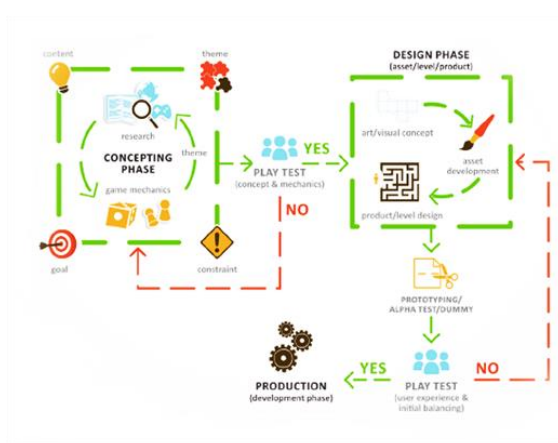 content
theme
DESIGN PHASE
(asset/level/product)
research
art/visual concept
CONCEPTING
PHASE
theme
YES
PLAY TEST
(concept & mechanics)
asset
development
game mechanics
NO
product/level design
goal
constraint
PROTOTYPING/
ALPHA TEST/DUMMY
PRODUCTION
(development phase)
YES
PLAY TEST
(user experience &
initial balancing)
NO